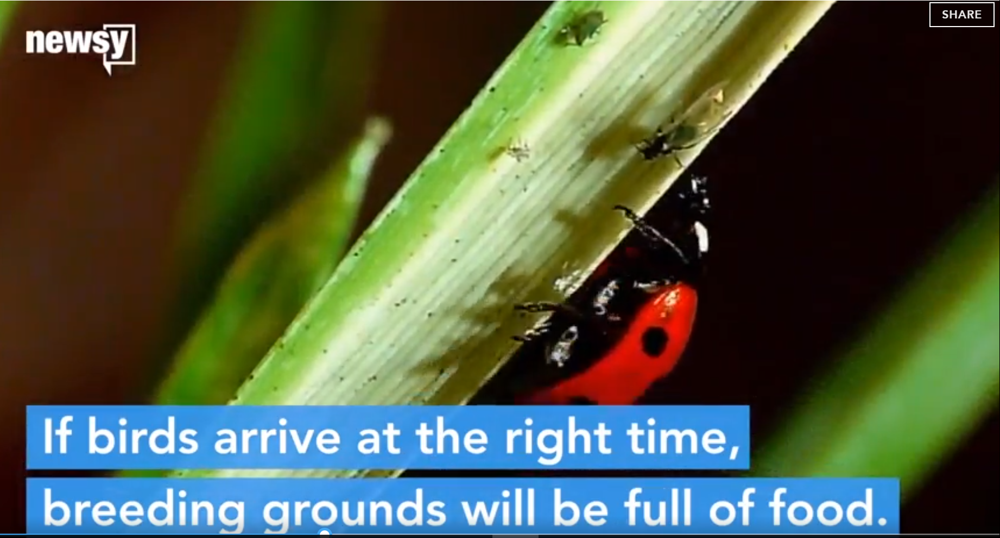 newsy
SHARE
If birds arrive at the right time,
breeding grounds will be full of food.